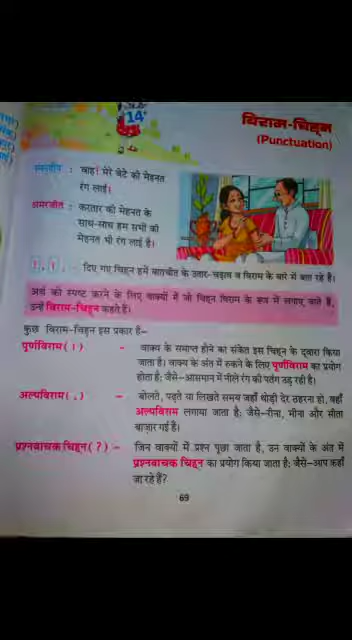 14
विराम-चिह्न
(Punctuation)
: वाह! मेरे बेटे की मेहनत
रंग लाई!
अमरजीत : करतार की मेहनत के
साथ-साथ हम सभी की
मेहनत भी रंग लाई है।
दिए गए चिह्न हमें बातचीत के उतार-चढ़ाव व विराम के बारे में बता रहे हैं।
अर्थ को स्पष्ट करने के लिए वाक्यों में जो चिह्न विराम के रूप में लगाए जाते हैं,
उन्हें विराम-चिह्न कहते हैं।
कुछ विराम-चिह्न इस प्रकार हैं–
पूर्णविराम (।) – वाक्य के समाप्त होने का संकेत इस चिह्न के द्वारा किया
जाता है। वाक्य के अंत में रुकने के लिए पूर्णविराम का प्रयोग
होता है; जैसे–आसमान में नीले रंग की पतंग उड़ रही है।
अल्पविराम (,) – बोलते, पढ़ते या लिखते समय जहाँ थोड़ी देर ठहरना हो, वहाँ
अल्पविराम लगाया जाता है; जैसे–रीना, मीना और सीता
बाज़ार गई हैं।
प्रश्नवाचक चिह्न (?) – जिन वाक्यों में प्रश्न पूछा जाता है, उन वाक्यों के अंत में
प्रश्नवाचक चिह्न का प्रयोग किया जाता है; जैसे–आप कहाँ
जा रहे हैं?
69